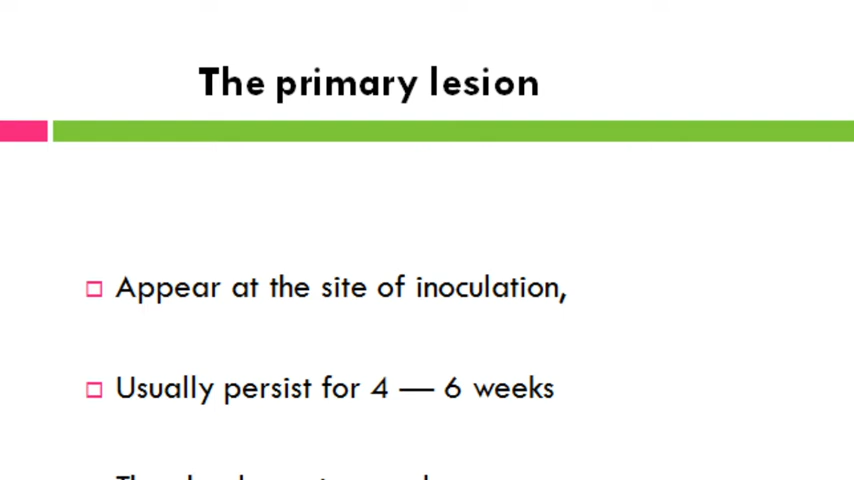 The primary lesion
Appear at the site of inoculation,
Usually persist for 4 — 6 weeks